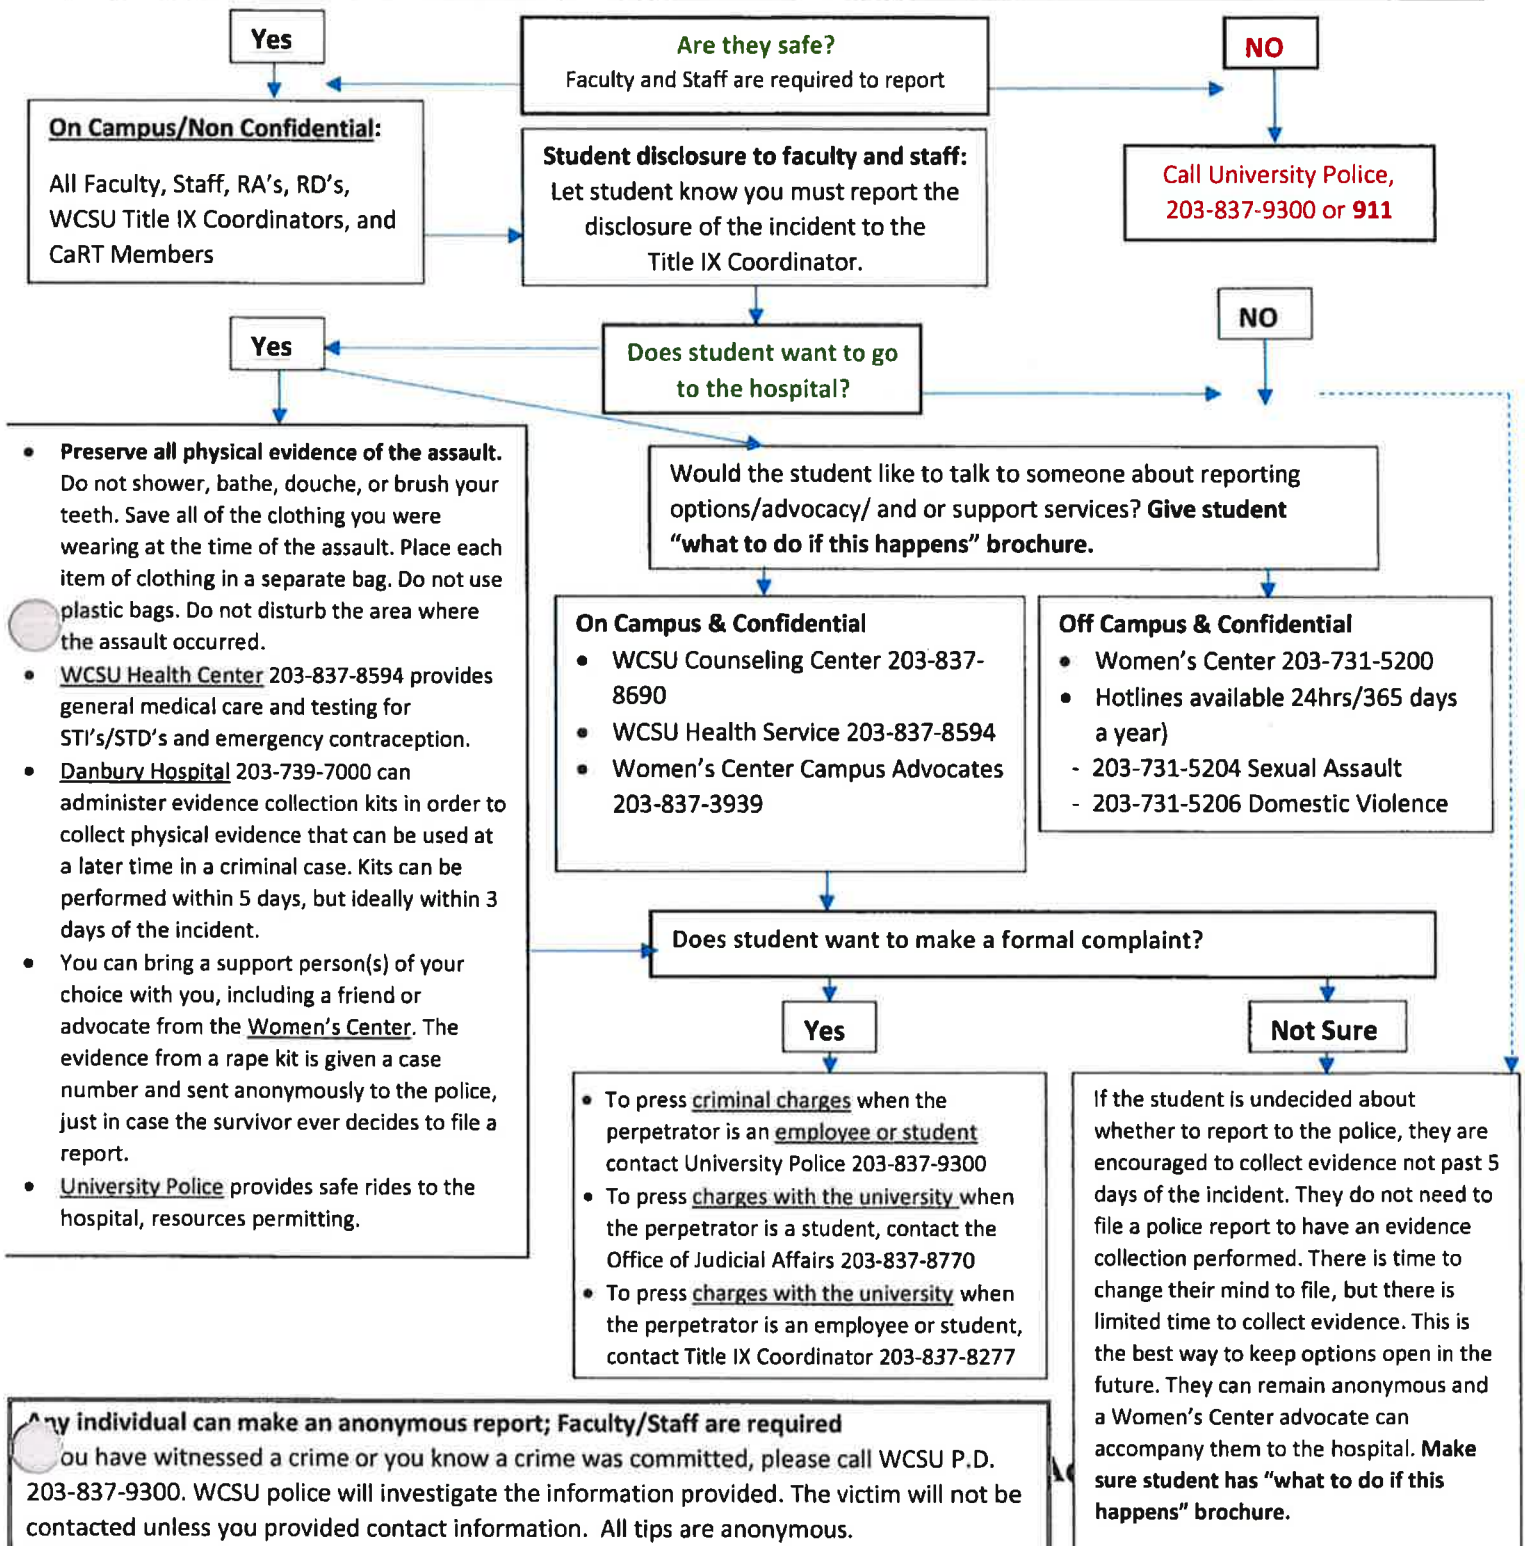 Yes
Are they safe?
Faculty and Staff are required to report
NO
On Campus/Non Confidential:
All Faculty, Staff, RA's, RD's,
WCSU Title IX Coordinators, and
CaRT Members
Student disclosure to faculty and staff:
Let student know you must report the
disclosure of the incident to the
Title IX Coordinator.
Call University Police,
203-837-9300 or 911
Yes
Does student want to go
to the hospital?
NO
• Preserve all physical evidence of the assault.
Do not shower, bathe, douche, or brush your
teeth. Save all of the clothing you were
wearing at the time of the assault. Place each
item of clothing in a separate bag. Do not use
plastic bags. Do not disturb the area where
the assault occurred.
• WCSU Health Center 203-837-8594 provides
general medical care and testing for
STI's/STD's and emergency contraception.
• Danbury Hospital 203-739-7000 can
administer evidence collection kits in order to
collect physical evidence that can be used at
a later time in a criminal case. Kits can be
performed within 5 days, but ideally within 3
days of the incident.
• You can bring a support person(s) of your
choice with you, including a friend or
advocate from the Women's Center. The
evidence from a rape kit is given a case
number and sent anonymously to the police,
just in case the survivor ever decides to file a
report.
• University Police provides safe rides to the
hospital, resources permitting.
Would the student like to talk to someone about reporting
options/advocacy/ and or support services? Give student
“what to do if this happens” brochure.
On Campus & Confidential
• WCSU Counseling Center 203-837-
8690
• WCSU Health Service 203-837-8594
• Women's Center Campus Advocates
203-837-3939
Off Campus & Confidential
• Women's Center 203-731-5200
• Hotlines available 24hrs/365 days
a year)
- 203-731-5204 Sexual Assault
- 203-731-5206 Domestic Violence
Does student want to make a formal complaint?
Yes
Not Sure
• To press criminal charges when the
perpetrator is an employee or student
contact University Police 203-837-9300
• To press charges with the university when
the perpetrator is a student, contact the
Office of Judicial Affairs 203-837-8770
• To press charges with the university when
the perpetrator is an employee or student,
contact Title IX Coordinator 203-837-8277
If the student is undecided about
whether to report to the police, they are
encouraged to collect evidence not past 5
days of the incident. They do not need to
file a police report to have an evidence
collection performed. There is time to
change their mind to file, but there is
limited time to collect evidence. This is
the best way to keep options open in the
future. They can remain anonymous and
a Women's Center advocate can
accompany them to the hospital. Make
sure student has “what to do if this
happens” brochure.
Any individual can make an anonymous report; Faculty/Staff are required
ou have witnessed a crime or you know a crime was committed, please call WCSU P.D.
203-837-9300. WCSU police will investigate the information provided. The victim will not be
contacted unless you provided contact information. All tips are anonymous.